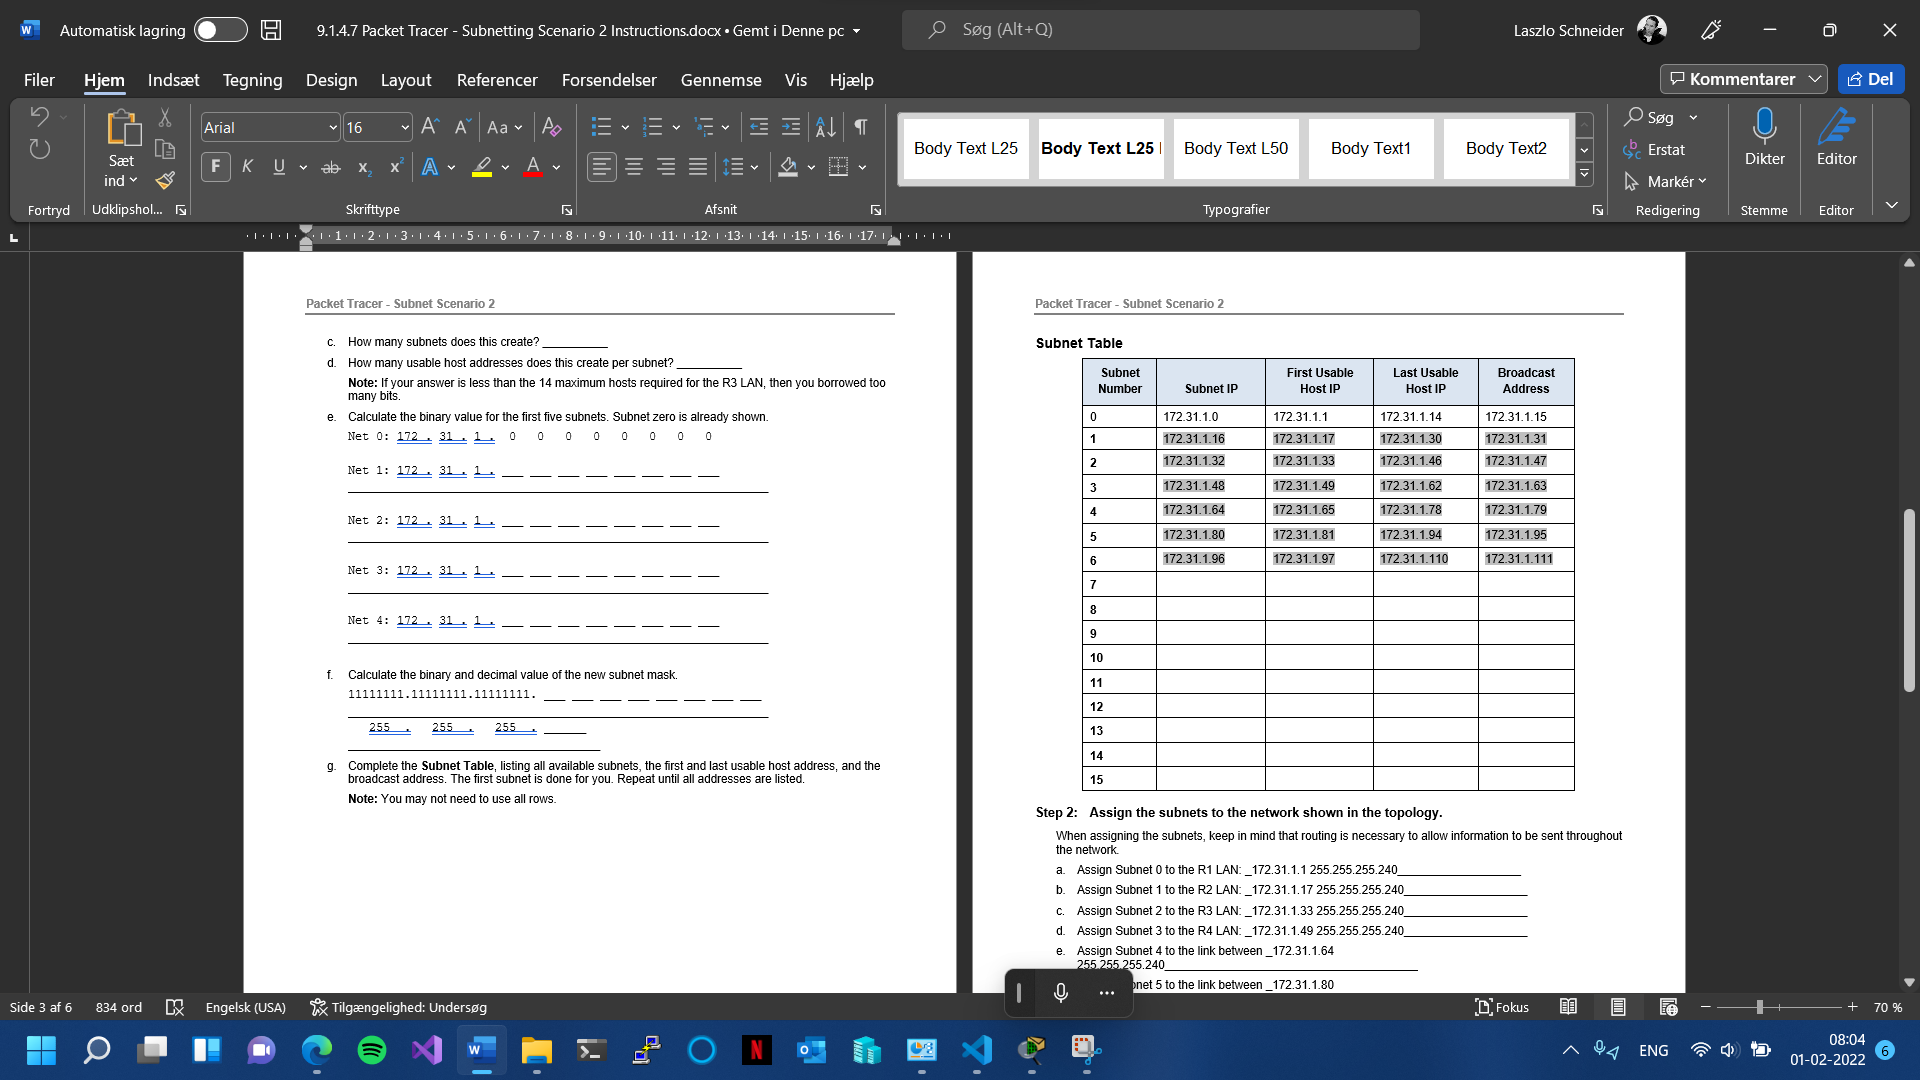 Automatisk lagring
9.1.4.7 Packet Tracer - Subnetting Scenario 2 Instructions.docx • Gemt i Denne pc
Søg (Alt+Q)
Laszlo Schneider
Filer Hjem Indsæt Tegning Design Layout Referencer Forsendelser Gennemse Vis Hjælp
Kommentarer
Del
Sæt ind
Arial 16
Body Text L25
Body Text L25
Body Text L50
Body Text1
Body Text2
Søg
Erstat
Markér
Dikter
Editor
Fortryd Udklipshol... Skrifttype Afsnit Typografier Redigering Stemme Editor
1 2 3 4 5 6 7 8 9 10 11 12 13 14 15 16 17
Packet Tracer - Subnet Scenario 2
c. How many subnets does this create? __________
d. How many usable host addresses does this create per subnet? __________
Note: If your answer is less than the 14 maximum hosts required for the R3 LAN, then you borrowed too
many bits.
e. Calculate the binary value for the first five subnets. Subnet zero is already shown.
Net 0: 172 . 31 . 1 . 0 0 0 0 0 0 0 0
Net 1: 172 . 31 . 1 . ___ ___ ___ ___ ___ ___ ___ ___
Net 2: 172 . 31 . 1 . ___ ___ ___ ___ ___ ___ ___ ___
Net 3: 172 . 31 . 1 . ___ ___ ___ ___ ___ ___ ___ ___
Net 4: 172 . 31 . 1 . ___ ___ ___ ___ ___ ___ ___ ___
f. Calculate the binary and decimal value of the new subnet mask.
11111111.11111111.11111111. ___ ___ ___ ___ ___ ___ ___ ___
255 . 255 . 255 . ______
g. Complete the Subnet Table, listing all available subnets, the first and last usable host address, and the
broadcast address. The first subnet is done for you. Repeat until all addresses are listed.
Note: You may not need to use all rows.
Packet Tracer - Subnet Scenario 2
Subnet Table
Subnet Number Subnet IP First Usable Host IP Last Usable Host IP Broadcast Address
0 172.31.1.0 172.31.1.1 172.31.1.14 172.31.1.15
1 172.31.1.16 172.31.1.17 172.31.1.30 172.31.1.31
2 172.31.1.32 172.31.1.33 172.31.1.46 172.31.1.47
3 172.31.1.48 172.31.1.49 172.31.1.62 172.31.1.63
4 172.31.1.64 172.31.1.65 172.31.1.78 172.31.1.79
5 172.31.1.80 172.31.1.81 172.31.1.94 172.31.1.95
6 172.31.1.96 172.31.1.97 172.31.1.110 172.31.1.111
7
8
9
10
11
12
13
14
15
Step 2: Assign the subnets to the network shown in the topology.
When assigning the subnets, keep in mind that routing is necessary to allow information to be sent throughout
the network.
a. Assign Subnet 0 to the R1 LAN: _172.31.1.1 255.255.255.240___________________
b. Assign Subnet 1 to the R2 LAN: _172.31.1.17 255.255.255.240___________________
c. Assign Subnet 2 to the R3 LAN: _172.31.1.33 255.255.255.240___________________
d. Assign Subnet 3 to the R4 LAN: _172.31.1.49 255.255.255.240___________________
e. Assign Subnet 4 to the link between _172.31.1.64
255.255.255.240_______________________________________
net 5 to the link between _172.31.1.80
Side 3 af 6
834 ord
Engelsk (USA)
Tilgængelighed: Undersøg
Fokus
70 %
ENG
08:04
01-02-2022
6